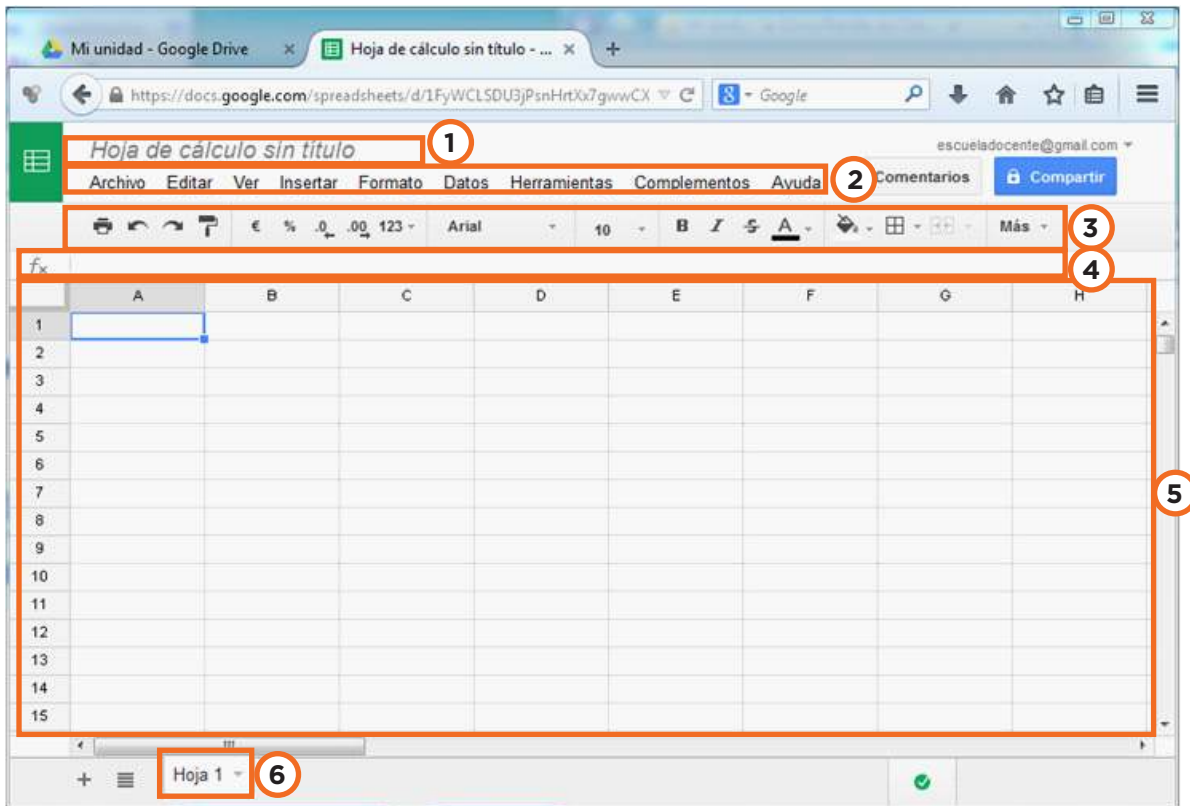 Mi unidad - Google Drive × Hoja de cálculo sin título - ... × +
https://docs.google.com/spreadsheets/d/1FyWCLSDU3jPsnHrtXx7gwwCX 8 - Google
Hoja de cálculo sin título 1 escueladocente@gmail.com
Archivo Editar Ver Insertar Formato Datos Herramientas Complementos Ayuda 2 Comentarios Compartir
€ % .0 .00 123 Arial 10 B I S A Más 3
fx 4
A B C D E F G H
1
2
3
4
5
6
7
8
9
10
11
12
13
14
15
5
+ Hoja 1 6